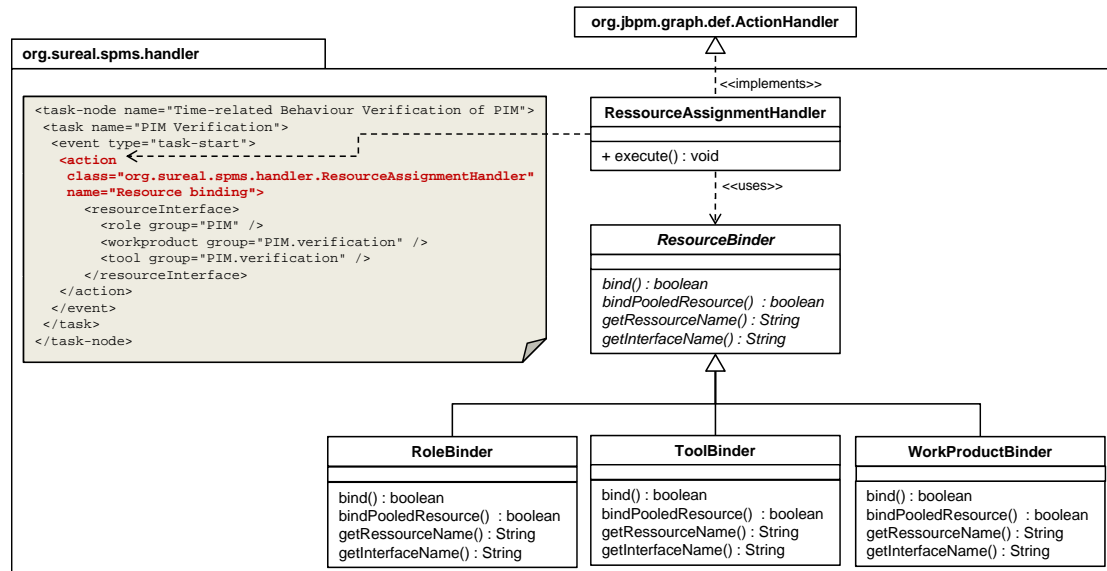 org.jbpm.graph.def.ActionHandler
org.sureal.spms.handler
<<implements>>
<task-node name="Time-related Behaviour Verification of PIM">
<task name="PIM Verification">
<event type="task-start">
<action
class="org.sureal.spms.handler.ResourceAssignmentHandler"
name="Resource binding">
<resourceInterface>
<role group="PIM" />
<workproduct group="PIM.verification" />
<tool group="PIM.verification" />
</resourceInterface>
</action>
</event>
</task>
</task-node>
RessourceAssignmentHandler
+ execute() : void
<<uses>>
ResourceBinder
bind() : boolean
bindPooledResource() : boolean
getRessourceName() : String
getInterfaceName() : String
RoleBinder
bind() : boolean
bindPooledResource() : boolean
getRessourceName() : String
getInterfaceName() : String
ToolBinder
bind() : boolean
bindPooledResource() : boolean
getRessourceName() : String
getInterfaceName() : String
WorkProductBinder
bind() : boolean
bindPooledResource() : boolean
getRessourceName() : String
getInterfaceName() : String